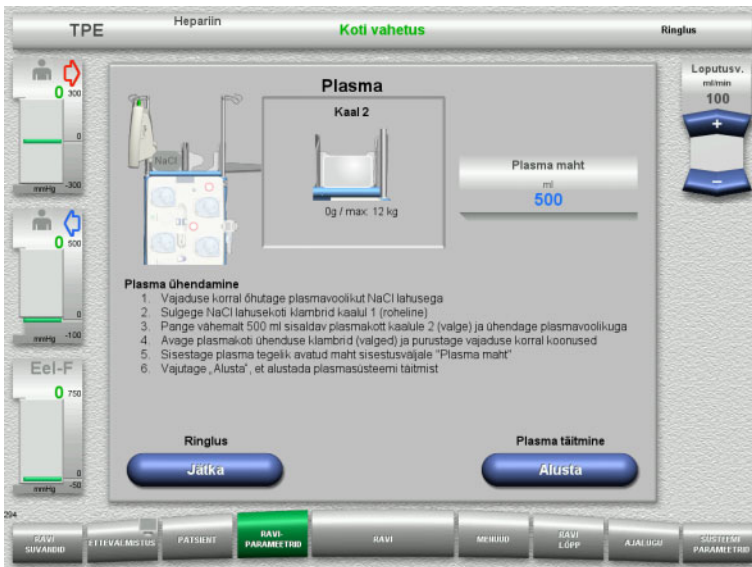 TPE
Hepariin
Koti vahetus
Ringlus
0 300
0
mmHg -300
0 500
0
mmHg -100
Eel-F
0 750
0
mmHg -50
Plasma
Kaal 2
NaCl
0g / max: 12 kg
Plasma maht
ml
500
Loputusv.
ml/min
100
+
−
Plasma ühendamine
1. Vajaduse korral õhutage plasmavoolikut NaCl lahusega
2. Sulgege NaCl lahusekoti klambrid kaalul 1 (roheline)
3. Pange vähemalt 500 ml sisaldav plasmakott kaalule 2 (valge) ja ühendage plasmavoolikuga
4. Avage plasmakoti ühenduse klambrid (valged) ja purustage vajaduse korral koonused
5. Sisestage plasma tegelik avatud maht sisestusväljale "Plasma maht"
6. Vajutage „Alusta", et alustada plasmasüsteemi täitmist
Ringlus
Jätka
Plasma täitmine
Alusta
294
RAVI SUVANDID
ETTEVALMISTUS
PATSIENT
RAVI-PARAMEETRID
RAVI
MENÜÜD
RAVI LÕPP
AJALUGU
SÜSTEEMI PARAMEETRID